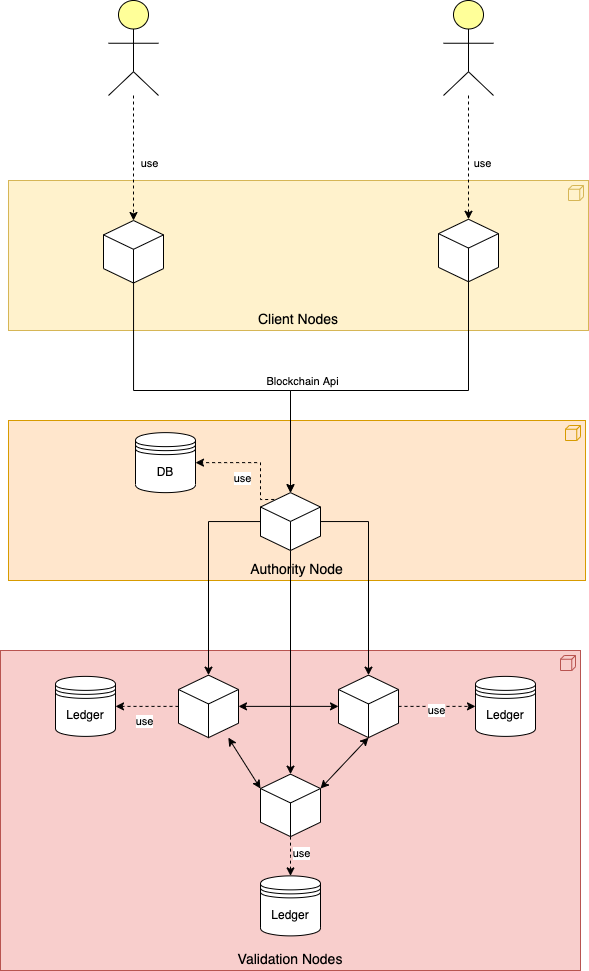 use
use
Client Nodes
Blockchain Api
DB
use
Authority Node
Ledger
use
use
Ledger
use
Ledger
Validation Nodes